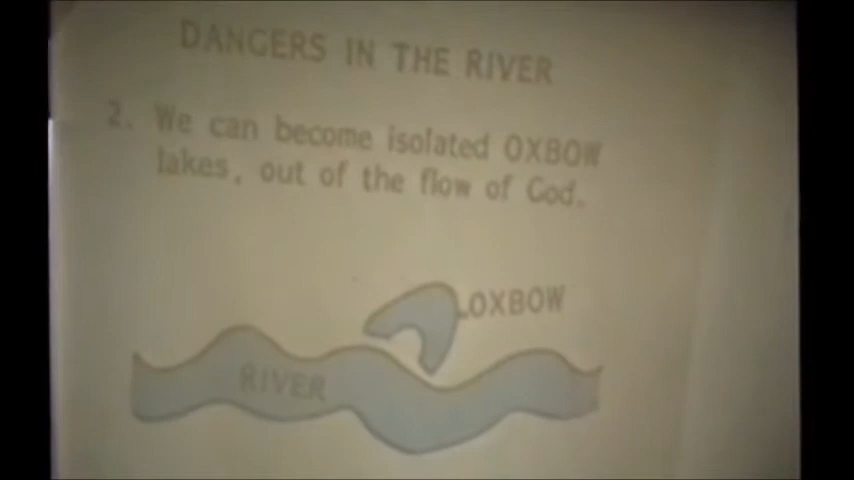 DANGERS IN THE RIVER
2. We can become isolated OXBOW
lakes, out of the flow of God.
OXBOW
RIVER